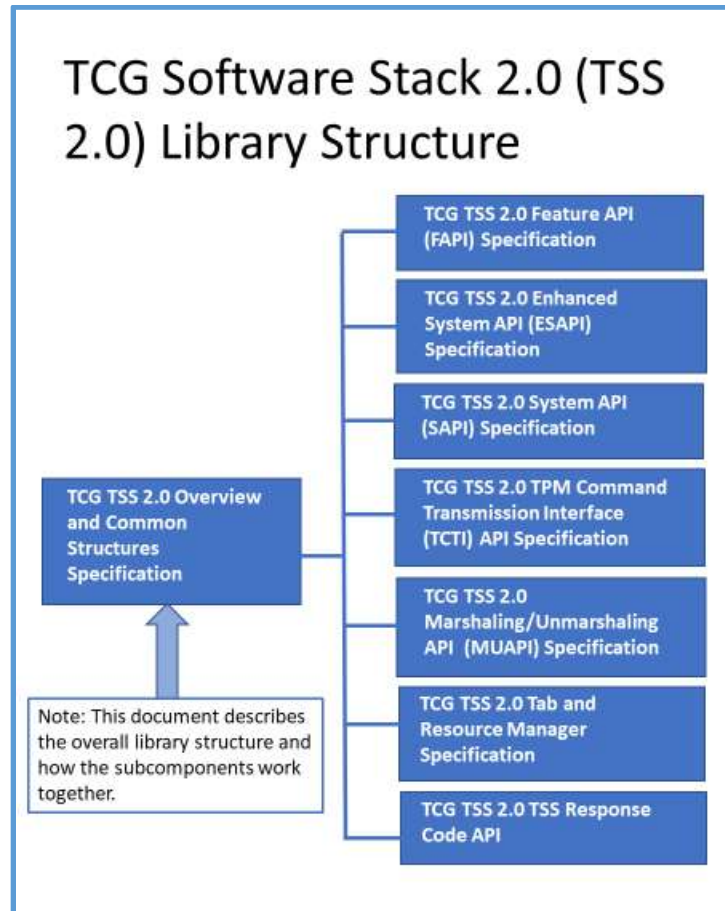 TCG Software Stack 2.0 (TSS
2.0) Library Structure
TCG TSS 2.0 Feature API
(FAPI) Specification
TCG TSS 2.0 Enhanced
System API (ESAPI)
Specification
TCG TSS 2.0 System API
(SAPI) Specification
TCG TSS 2.0 Overview
and Common
Structures
Specification
TCG TSS 2.0 TPM Command
Transmission Interface
(TCTI) API Specification
TCG TSS 2.0
Marshaling/Unmarshaling
API (MUAPI) Specification
Note: This document describes
the overall library structure and
how the subcomponents work
together.
TCG TSS 2.0 Tab and
Resource Manager
Specification
TCG TSS 2.0 TSS Response
Code API